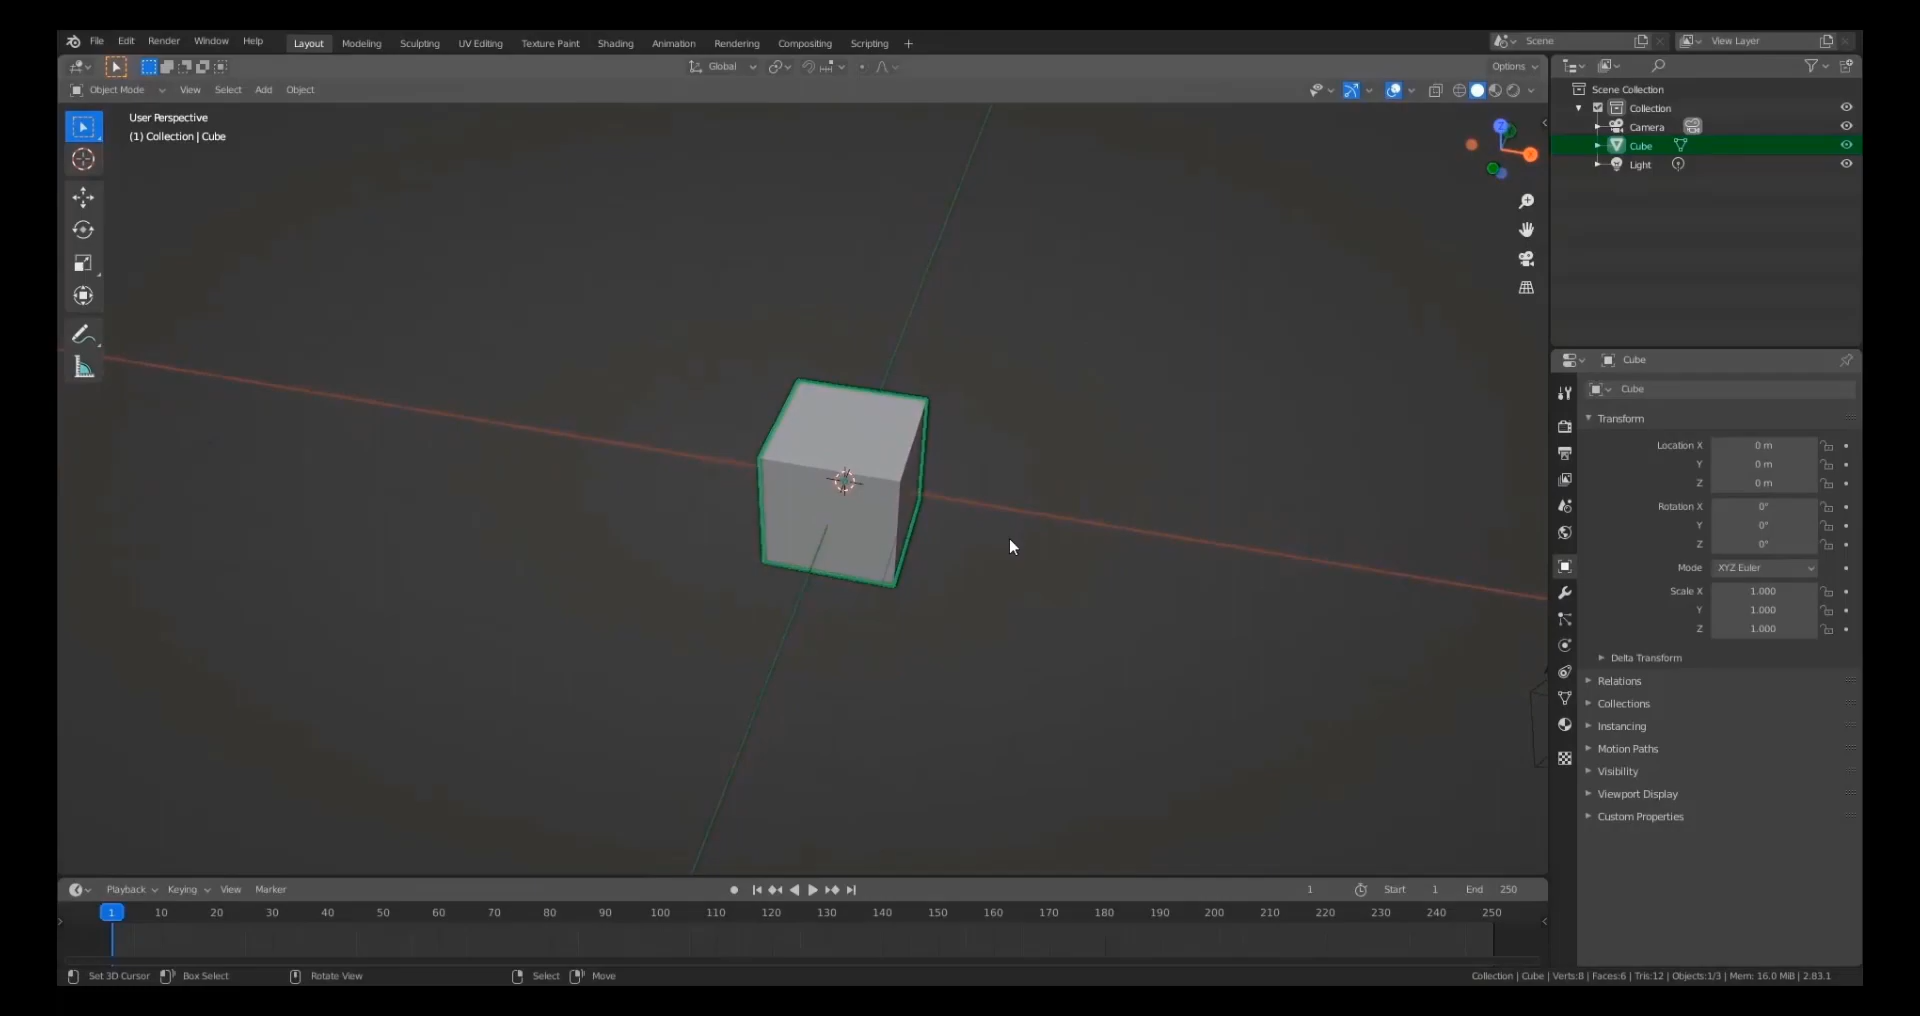 File Edit Render Window Help Layout Modeling Sculpting UV Editing Texture Paint Shading Animation Rendering Compositing Scripting + Scene View Layer
Global Options
Object Mode View Select Add Object
User Perspective
(1) Collection | Cube
Z
X
Scene Collection
Collection
Camera
Cube
Light
Cube
Cube
Transform
Location X 0 m
Y 0 m
Z 0 m
Rotation X 0°
Y 0°
Z 0°
Mode XYZ Euler
Scale X 1.000
Y 1.000
Z 1.000
Delta Transform
Relations
Collections
Instancing
Motion Paths
Visibility
Viewport Display
Custom Properties
Playback Keying View Marker 1 Start 1 End 250
1 10 20 30 40 50 60 70 80 90 100 110 120 130 140 150 160 170 180 190 200 210 220 230 240 250
Set 3D Cursor Box Select Rotate View Select Move Collection | Cube | Verts:8 | Faces:6 | Tris:12 | Objects:1/3 | Mem: 16.0 MiB | 2.83.1